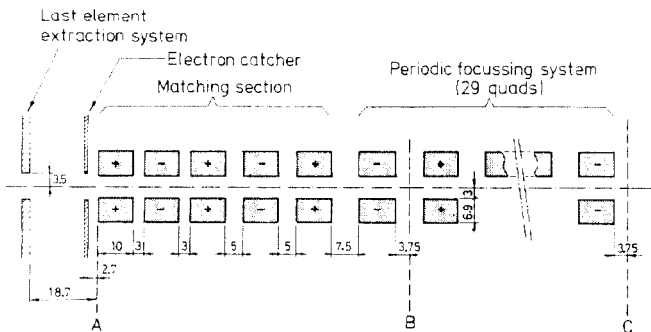 Last element
extraction system
Electron catcher
Matching section
Periodic focussing system
(29 quads)
+ - + - + - + -
3,5
3
6.9
+ - + - + - + -
10 3 3 5 5 7.5 3,75 3,75
2,7
18,7
A B C